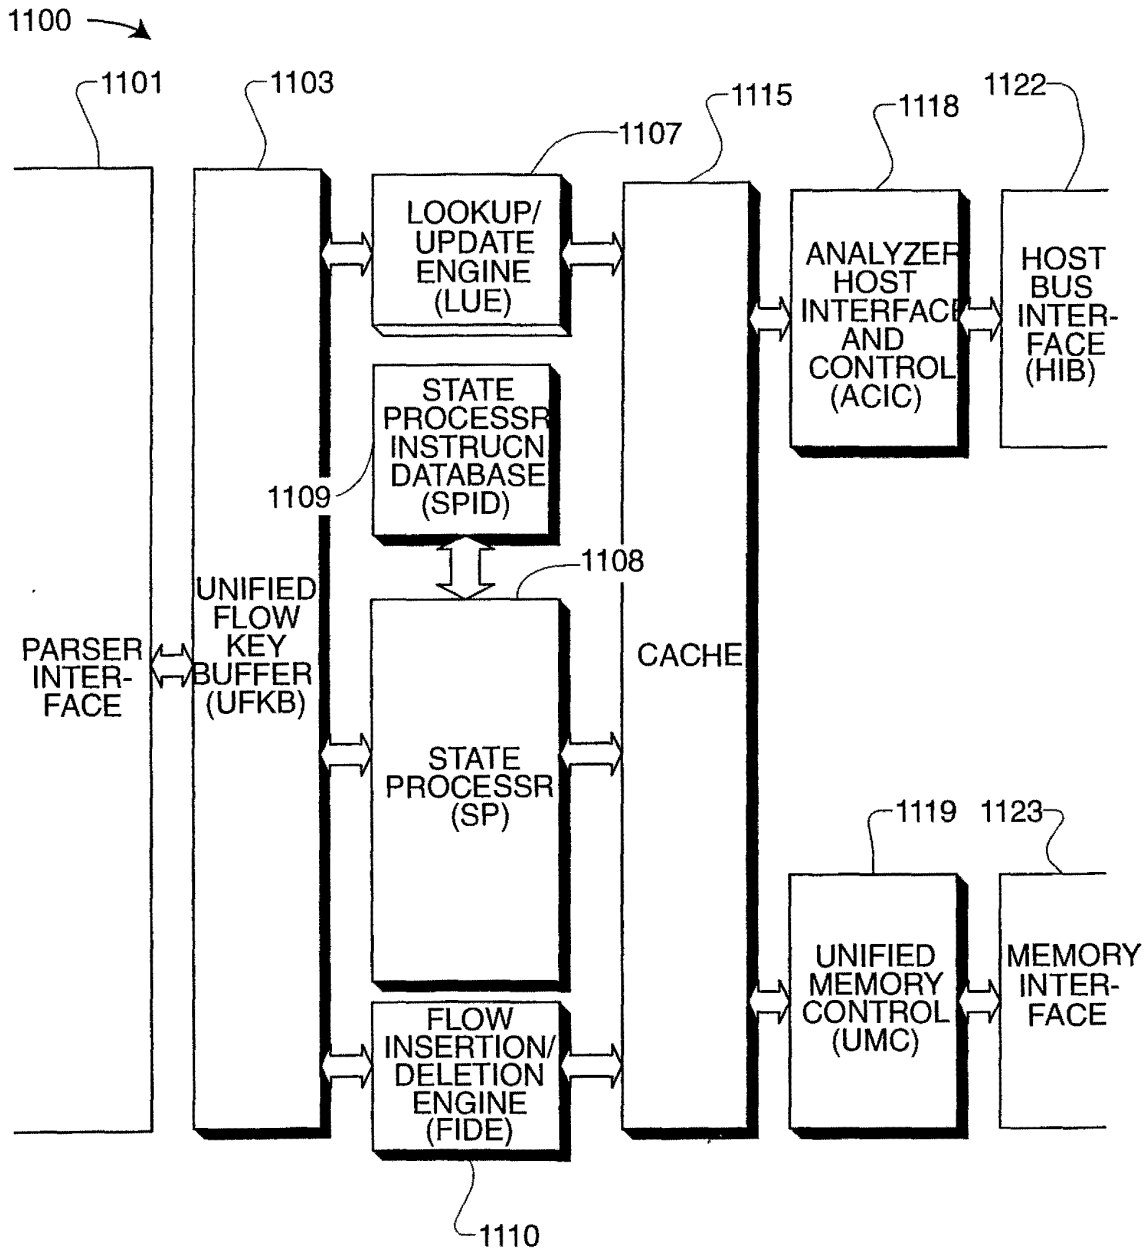 1100
1101
1103
1107
1115
1118
1122
PARSER
INTER-
FACE
UNIFIED
FLOW
KEY
BUFFER
(UFKB)
LOOKUP/
UPDATE
ENGINE
(LUE)
STATE
PROCESSR
INSTRUCN
DATABASE
(SPID)
1109
1108
STATE
PROCESSR
(SP)
FLOW
INSERTION/
DELETION
ENGINE
(FIDE)
1110
CACHE
ANALYZER
HOST
INTERFACE
AND
CONTROL
(ACIC)
HOST
BUS
INTER-
FACE
(HIB)
1119
1123
UNIFIED
MEMORY
CONTROL
(UMC)
MEMORY
INTER-
FACE